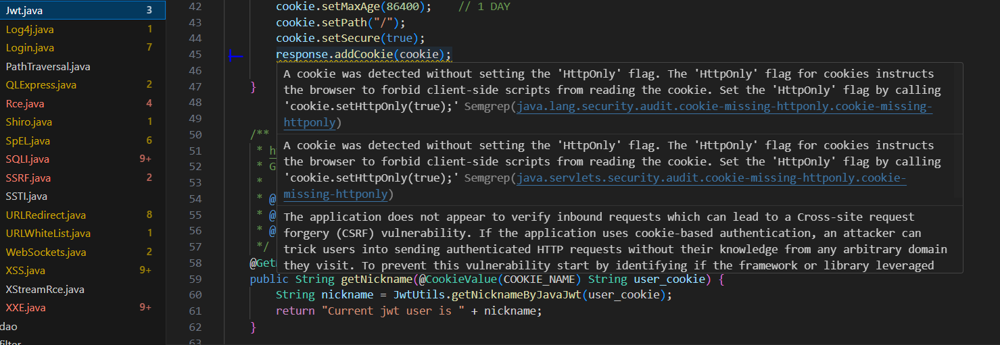 Jwt.java 3
Log4j.java 1
Login.java 7
PathTraversal.java
QLExpress.java 2
Rce.java 4
Shiro.java 1
SpEL.java 6
SQLI.java 9+
SSRF.java 2
SSTI.java
URLRedirect.java 8
URLWhiteList.java 1
WebSockets.java 2
XSS.java 9+
XStreamRce.java
XXE.java 9+
dao
filter
42 cookie.setMaxAge(86400); // 1 DAY
43 cookie.setPath("/");
44 cookie.setSecure(true);
45 response.addCookie(cookie);
46
47 }
48
49
50 /**
51 * h
52 * G
53 *
54 * @
55 * @
56 * @
57 */
58 @Get
59 public String getNickname(@CookieValue(COOKIE_NAME) String user_cookie) {
60 String nickname = JwtUtils.getNicknameByJavaJwt(user_cookie);
61 return "Current jwt user is " + nickname;
62 }
63
A cookie was detected without setting the 'HttpOnly' flag. The 'HttpOnly' flag for cookies instructs
the browser to forbid client-side scripts from reading the cookie. Set the 'HttpOnly' flag by calling
'cookie.setHttpOnly(true);' Semgrep(java.lang.security.audit.cookie-missing-httponly.cookie-missing-
httponly)
A cookie was detected without setting the 'HttpOnly' flag. The 'HttpOnly' flag for cookies instructs
the browser to forbid client-side scripts from reading the cookie. Set the 'HttpOnly' flag by calling
'cookie.setHttpOnly(true);' Semgrep(java.servlets.security.audit.cookie-missing-httponly.cookie-
missing-httponly)
The application does not appear to verify inbound requests which can lead to a Cross-site request
forgery (CSRF) vulnerability. If the application uses cookie-based authentication, an attacker can
trick users into sending authenticated HTTP requests without their knowledge from any arbitrary domain
they visit. To prevent this vulnerability start by identifying if the framework or library leveraged